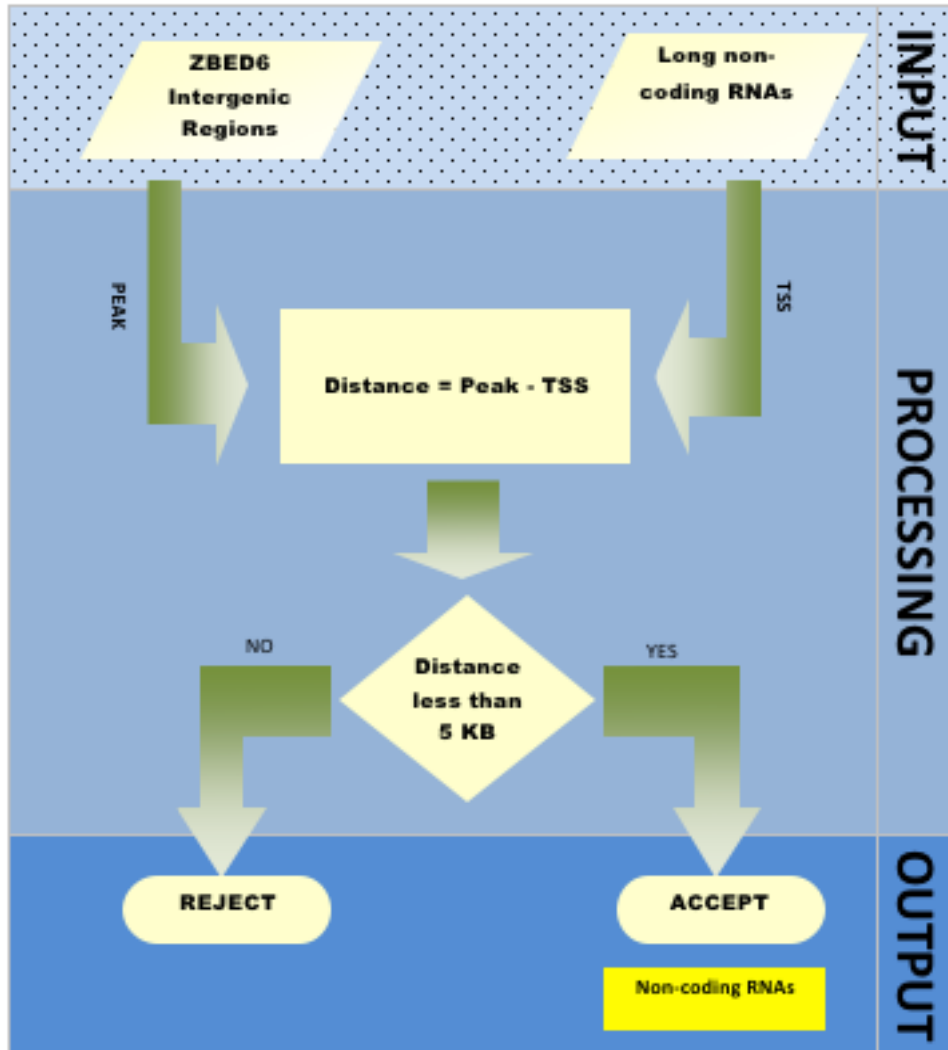 ZBED6
Intergenic
Regions
Long non-
coding RNAs
INPUT
PEAK
TSS
Distance = Peak - TSS
PROCESSING
NO
YES
Distance
less than
5 KB
REJECT
ACCEPT
Non-coding RNAs
OUTPUT